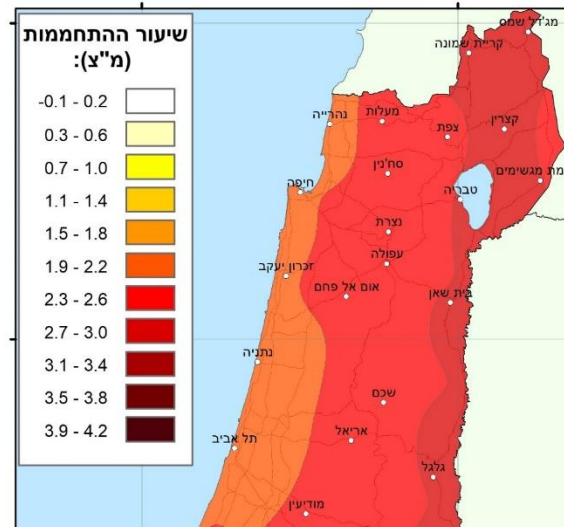 שיעור ההתחממות
(מ"צ):
-0.1 - 0.2
0.3 - 0.6
0.7 - 1.0
1.1 - 1.4
1.5 - 1.8
1.9 - 2.2
2.3 - 2.6
2.7 - 3.0
3.1 - 3.4
3.5 - 3.8
3.9 - 4.2
מג'דל שמס
קריית שמונה
נהרייה
מעלות
צפת
קצרין
סח'נין
מת מגשימים
חיפה
טבריה
נצרת
עפולה
זכרון יעקב
אום אל פחם
בית שאן
נתניה
שכם
תל אביב
אריאל
גלגל
מודיעין